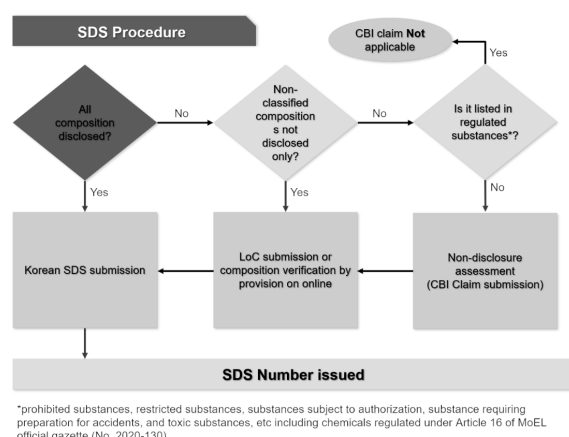 SDS Procedure
CBI claim Not
applicable
Yes
All
composition
disclosed?
No
Non-
classified
composition
s not
disclosed
only?
No
Is it listed in
regulated
substances*?
Yes
Yes
No
Korean SDS submission
LoC submission or
composition verification by
provision on online
Non-disclosure
assessment
(CBI Claim submission)
SDS Number issued
*prohibited substances, restricted substances, substances subject to authorization, substance requiring
preparation for accidents, and toxic substances, etc including chemicals regulated under Article 16 of MoEL
official gazette (No. 2020-130)